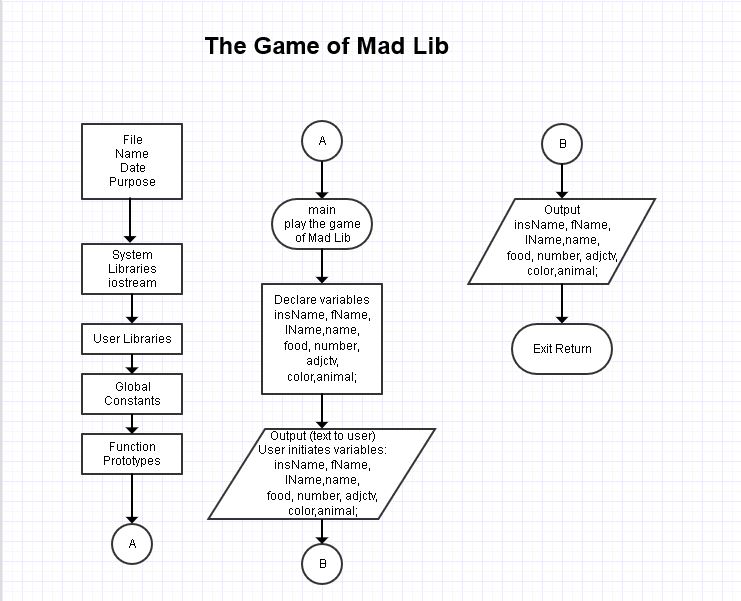 The Game of Mad Lib
File
Name
Date
Purpose
System
Libraries
iostream
User Libraries
Global
Constants
Function
Prototypes
A
A
main
play the game
of Mad Lib
Declare variables
insName, fName,
lName,name,
food, number,
adjctv,
color,animal;
Output (text to user)
User initiates variables:
insName, fName,
lName,name,
food, number, adjctv,
color,animal;
B
B
Output
insName, fName,
lName,name,
food, number, adjctv,
color,animal;
Exit Return